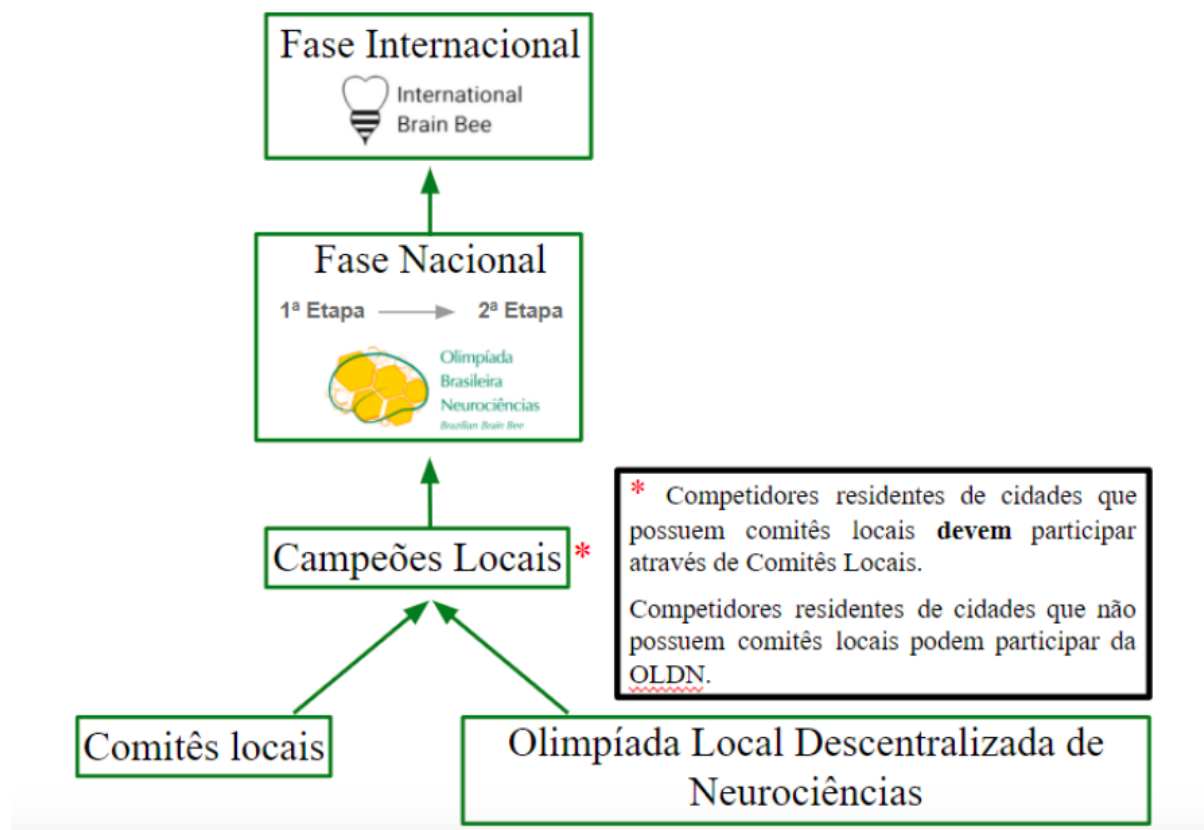 Fase Internacional
International
Brain Bee
Fase Nacional
1ª Etapa 2ª Etapa
Olimpíada
Brasileira
Neurociências
Brazilian Brain Bee
Campeões Locais *
* Competidores residentes de cidades que
possuem comitês locais devem participar
através de Comitês Locais.
Competidores residentes de cidades que não
possuem comitês locais podem participar da
OLDN.
Comitês locais
Olimpíada Local Descentralizada de
Neurociências